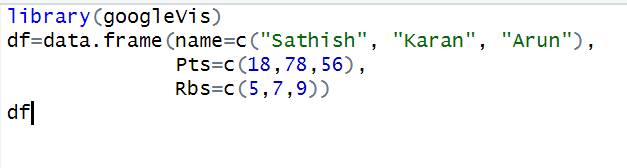 library(googleVis)
df=data.frame(name=c("Sathish", "Karan", "Arun"),
              Pts=c(18,78,56),
              Rbs=c(5,7,9))
df